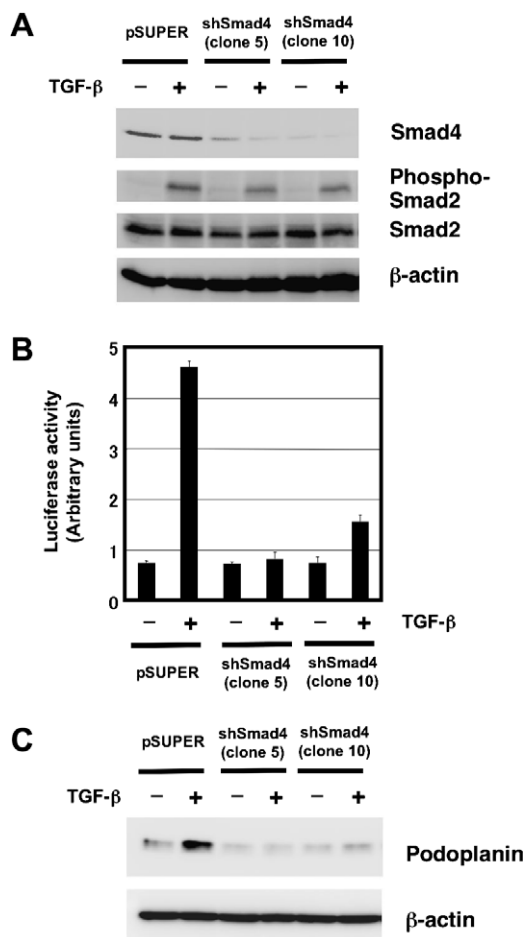 A
pSUPER shSmad4 (clone 5) shSmad4 (clone 10)
TGF-β − + − + − +
Smad4
Phospho-
Smad2
Smad2
β-actin
B
Luciferase activity
(Arbitrary units)
5
4
3
2
1
0
− + − + − + TGF-β
pSUPER shSmad4 (clone 5) shSmad4 (clone 10)
C
pSUPER shSmad4 (clone 5) shSmad4 (clone 10)
TGF-β − + − + − +
Podoplanin
β-actin